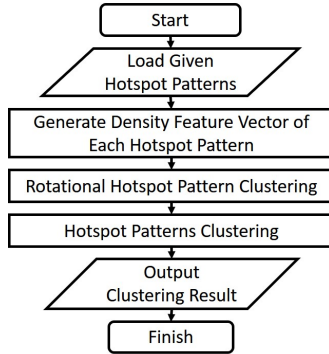 Start
Load Given
Hotspot Patterns
Generate Density Feature Vector of
Each Hotspot Pattern
Rotational Hotspot Pattern Clustering
Hotspot Patterns Clustering
Output
Clustering Result
Finish